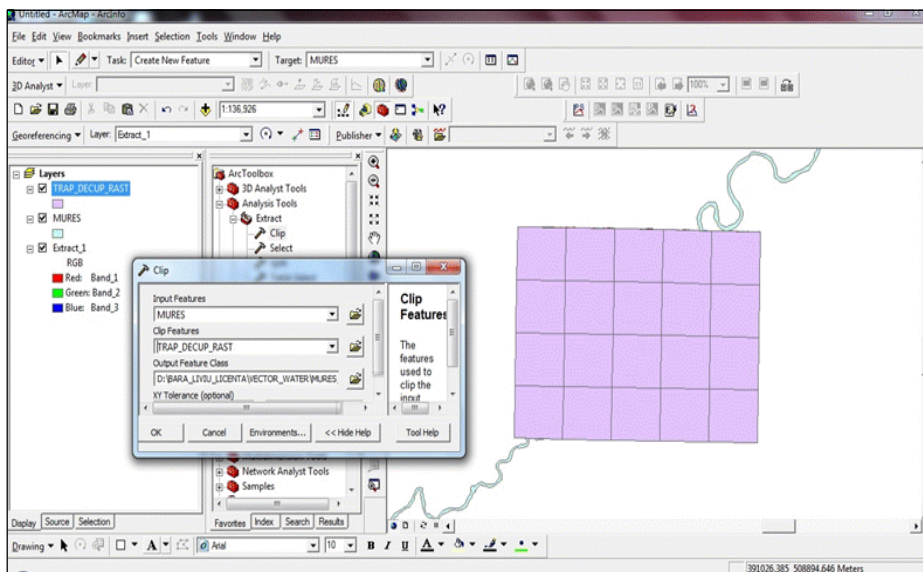 Untitled - ArcMap - ArcInfo
File Edit View Bookmarks Insert Selection Tools Window Help
Editor Task: Create New Feature Target: MURES
3D Analyst Layer: 100%
1:136,926
Georeferencing Layer: Extract_1 Publisher
Layers
TRAP_DECUP_RAST
MURES
Extract_1
RGB
Red: Band_1
Green: Band_2
Blue: Band_3
ArcToolbox
3D Analyst Tools
Analysis Tools
Extract
Clip
Select
Clip
Input Features
MURES
Clip Features
TRAP_DECUP_RAST
Output Feature Class
D:\BARA_LIVIU_LICENTA\VECTOR_WATER\MURES_
XY Tolerance (optional)
OK Cancel Environments... << Hide Help Tool Help
Clip
Features
The
features
used to
clip the
input
Network Analyst Tools
Samples
Display Source Selection
Favorites Index Search Results
Drawing A Arial 10 B I U A
391026.385 508894.646 Meters